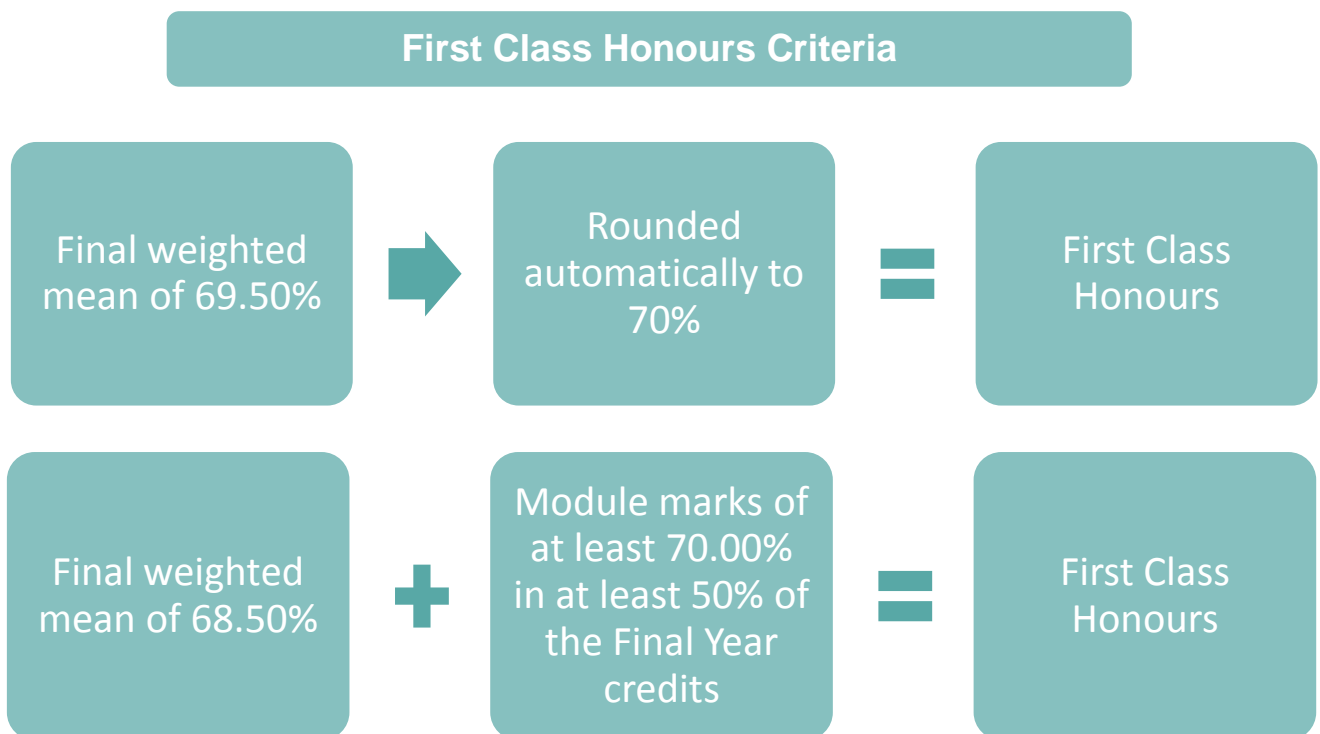 First Class Honours Criteria
Final weighted
mean of 69.50%
Rounded
automatically to
70%
First Class
Honours
Final weighted
mean of 68.50%
Module marks of
at least 70.00%
in at least 50% of
the Final Year
credits
First Class
Honours